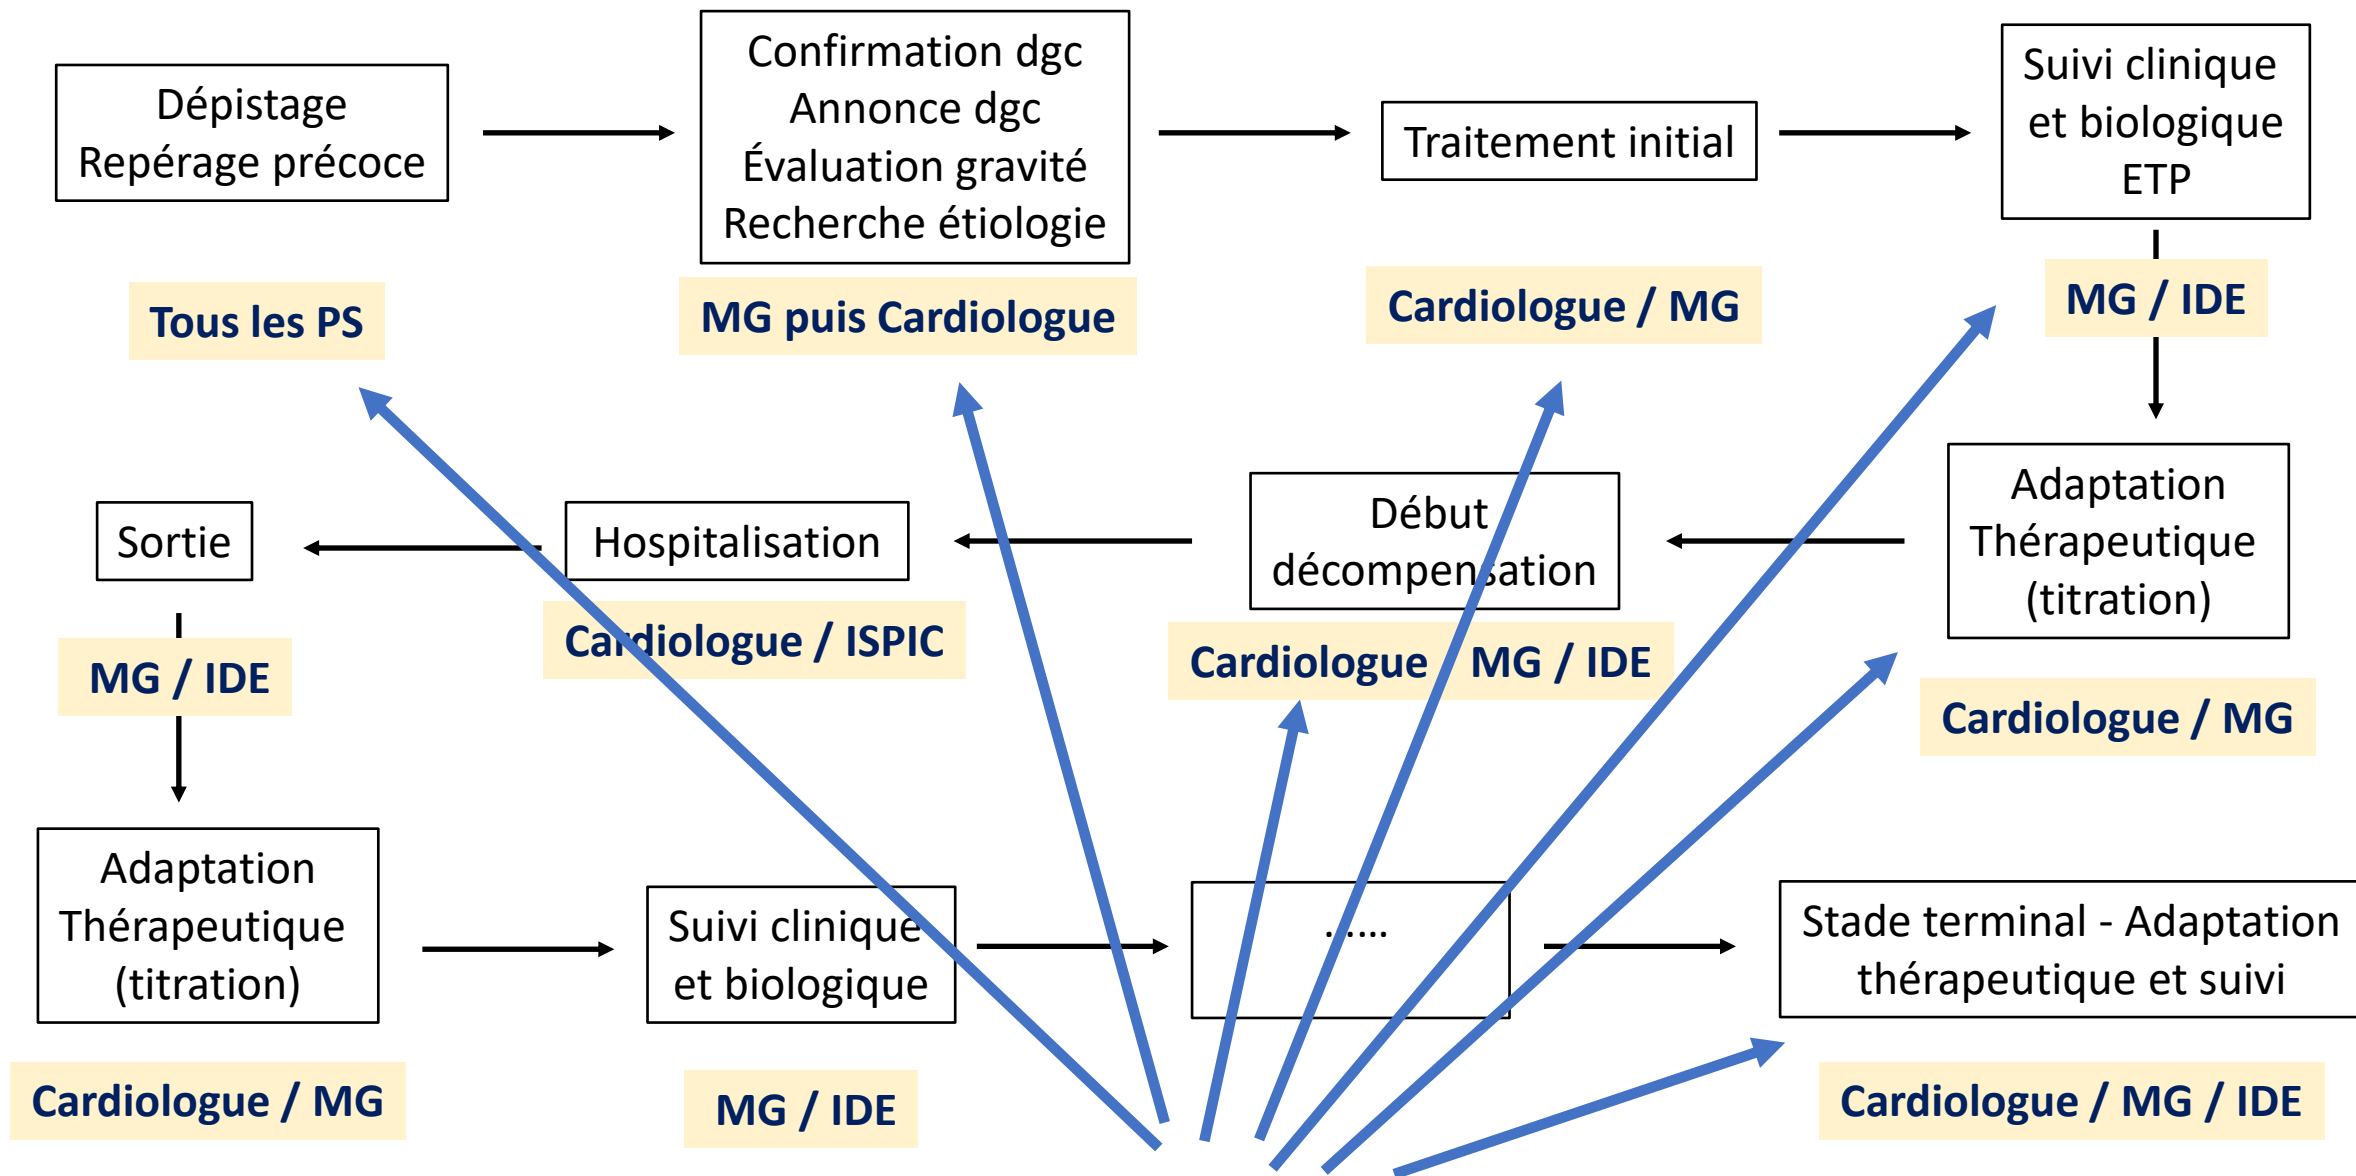 Dépistage
Repérage précoce
Tous les PS
Confirmation dgc
Annonce dgc
Évaluation gravité
Recherche étiologie
MG puis Cardiologue
Traitement initial
Cardiologue / MG
Suivi clinique
et biologique
ETP
MG / IDE
Adaptation
Thérapeutique
(titration)
Cardiologue / MG
Début
décompensation
Cardiologue MG / IDE
Hospitalisation
Cardiologue / ISPIC
Sortie
MG / IDE
Adaptation
Thérapeutique
(titration)
Cardiologue / MG
Suivi clinique
et biologique
MG / IDE
……
Stade terminal - Adaptation
thérapeutique et suivi
Cardiologue / MG / IDE